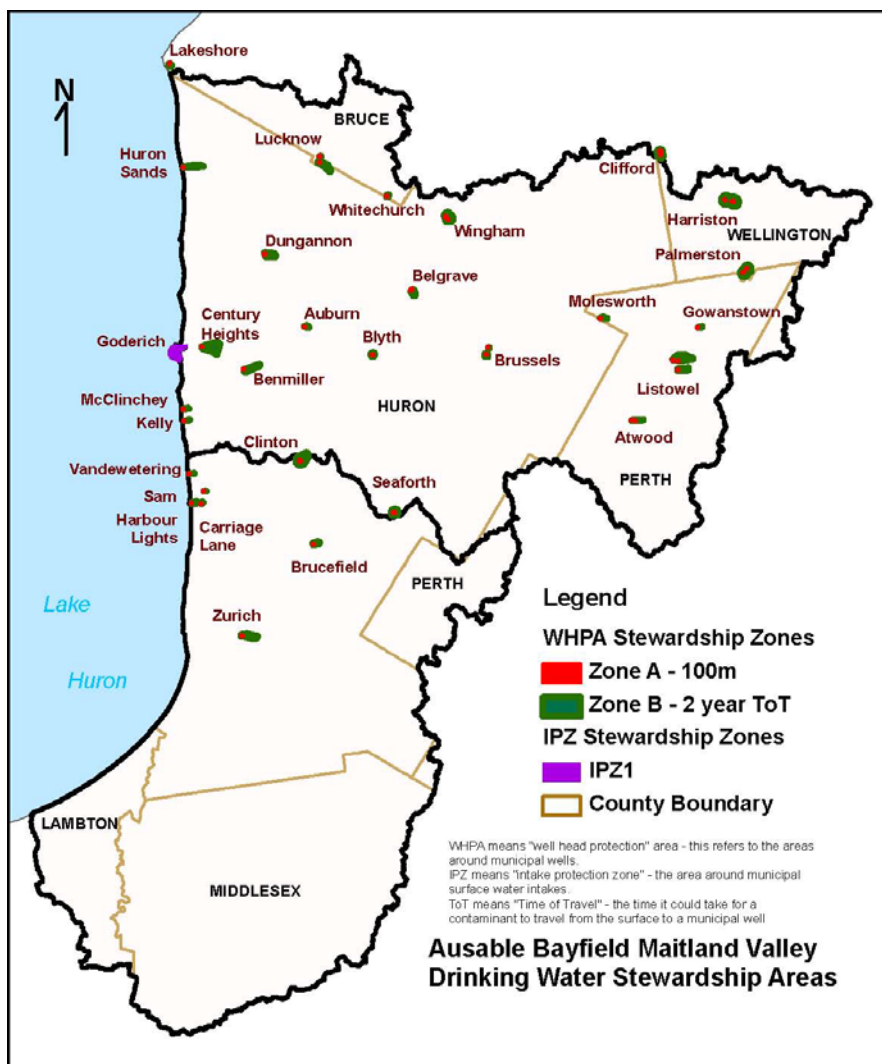 Lakeshore
N
BRUCE
Lucknow
Clifford
Huron
Sands
Whitechurch
Harriston
Wingham
WELLINGTON
Dungannon
Palmerston
Belgrave
Molesworth
Gowanstown
Century
Heights
Auburn
Goderich
Blyth
Brussels
Benmiller
Listowel
McClinchey
HURON
Kelly
Atwood
Clinton
Vandewetering
PERTH
Seaforth
Sam
Harbour
Lights
Carriage
Lane
Brucefield
PERTH
Lake
Huron
Zurich
LAMBTON
MIDDLESEX
Legend
WHPA Stewardship Zones
Zone A - 100m
Zone B - 2 year ToT
IPZ Stewardship Zones
IPZ1
County Boundary
WHPA means "well head protection" area - this refers to the areas
around municipal wells.
IPZ means "intake protection zone" - the area around municipal
surface water intakes.
ToT means "Time of Travel" - the time it could take for a
contaminant to travel from the surface to a municipal well
Ausable Bayfield Maitland Valley
Drinking Water Stewardship Areas